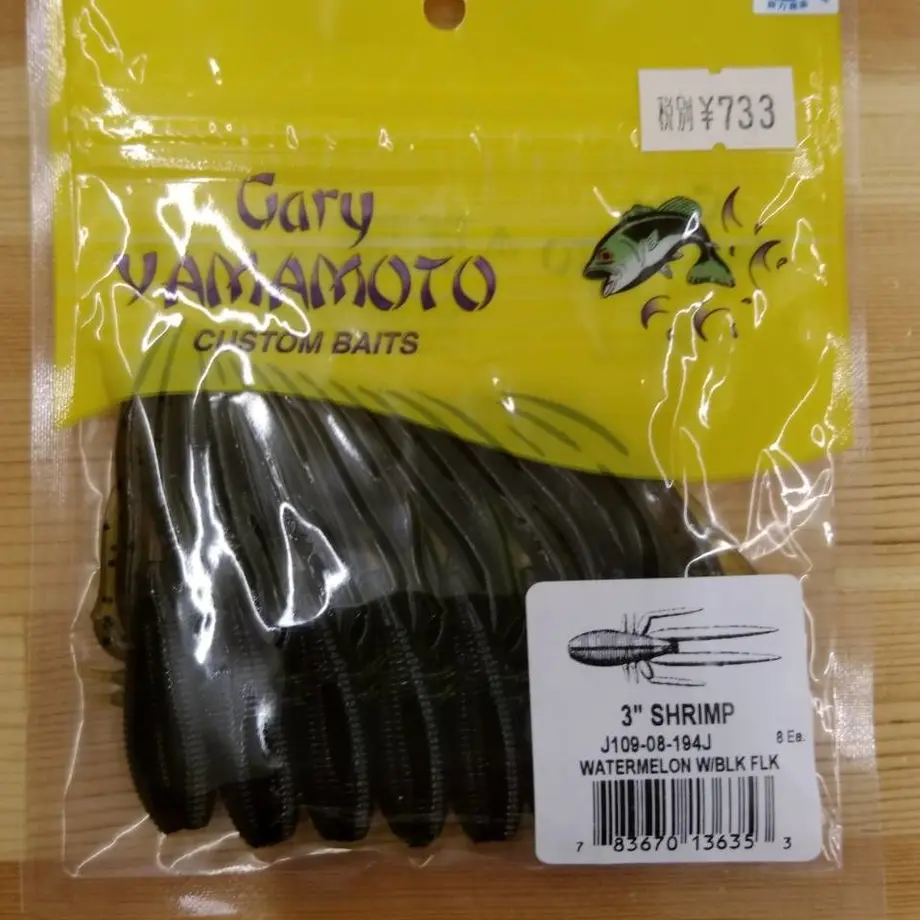 税別¥733
Gary
YAMAMOTO
CUSTOM BAITS
3" SHRIMP
J109-08-194J
8 Ea.
WATERMELON W/BLK FLK
7 83670 13635 3